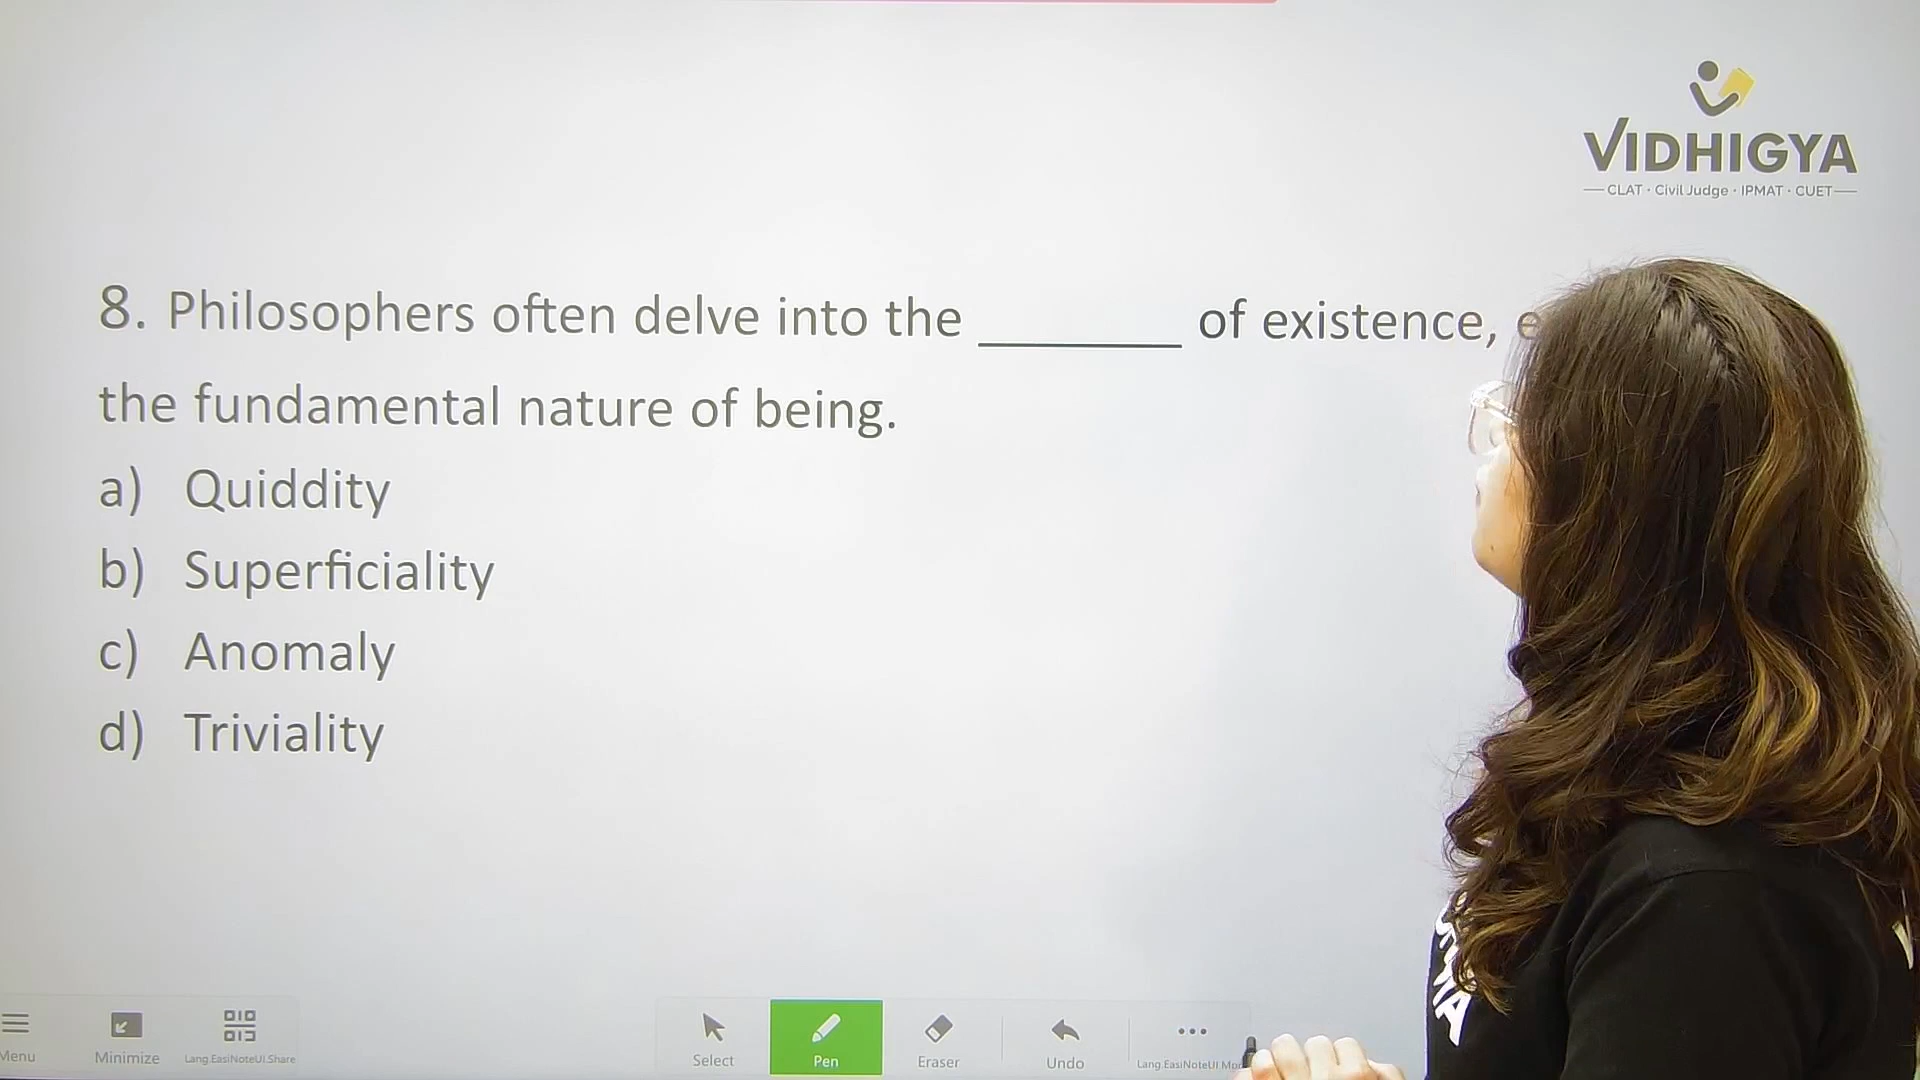 VIDHIGYA
CLAT · Civil Judge · IPMAT · CUET
8. Philosophers often delve into the ________ of existence,
the fundamental nature of being.
a) Quiddity
b) Superficiality
c) Anomaly
d) Triviality
Menu
Minimize
Lang.EasiNoteUI.Share
Select
Pen
Eraser
Undo